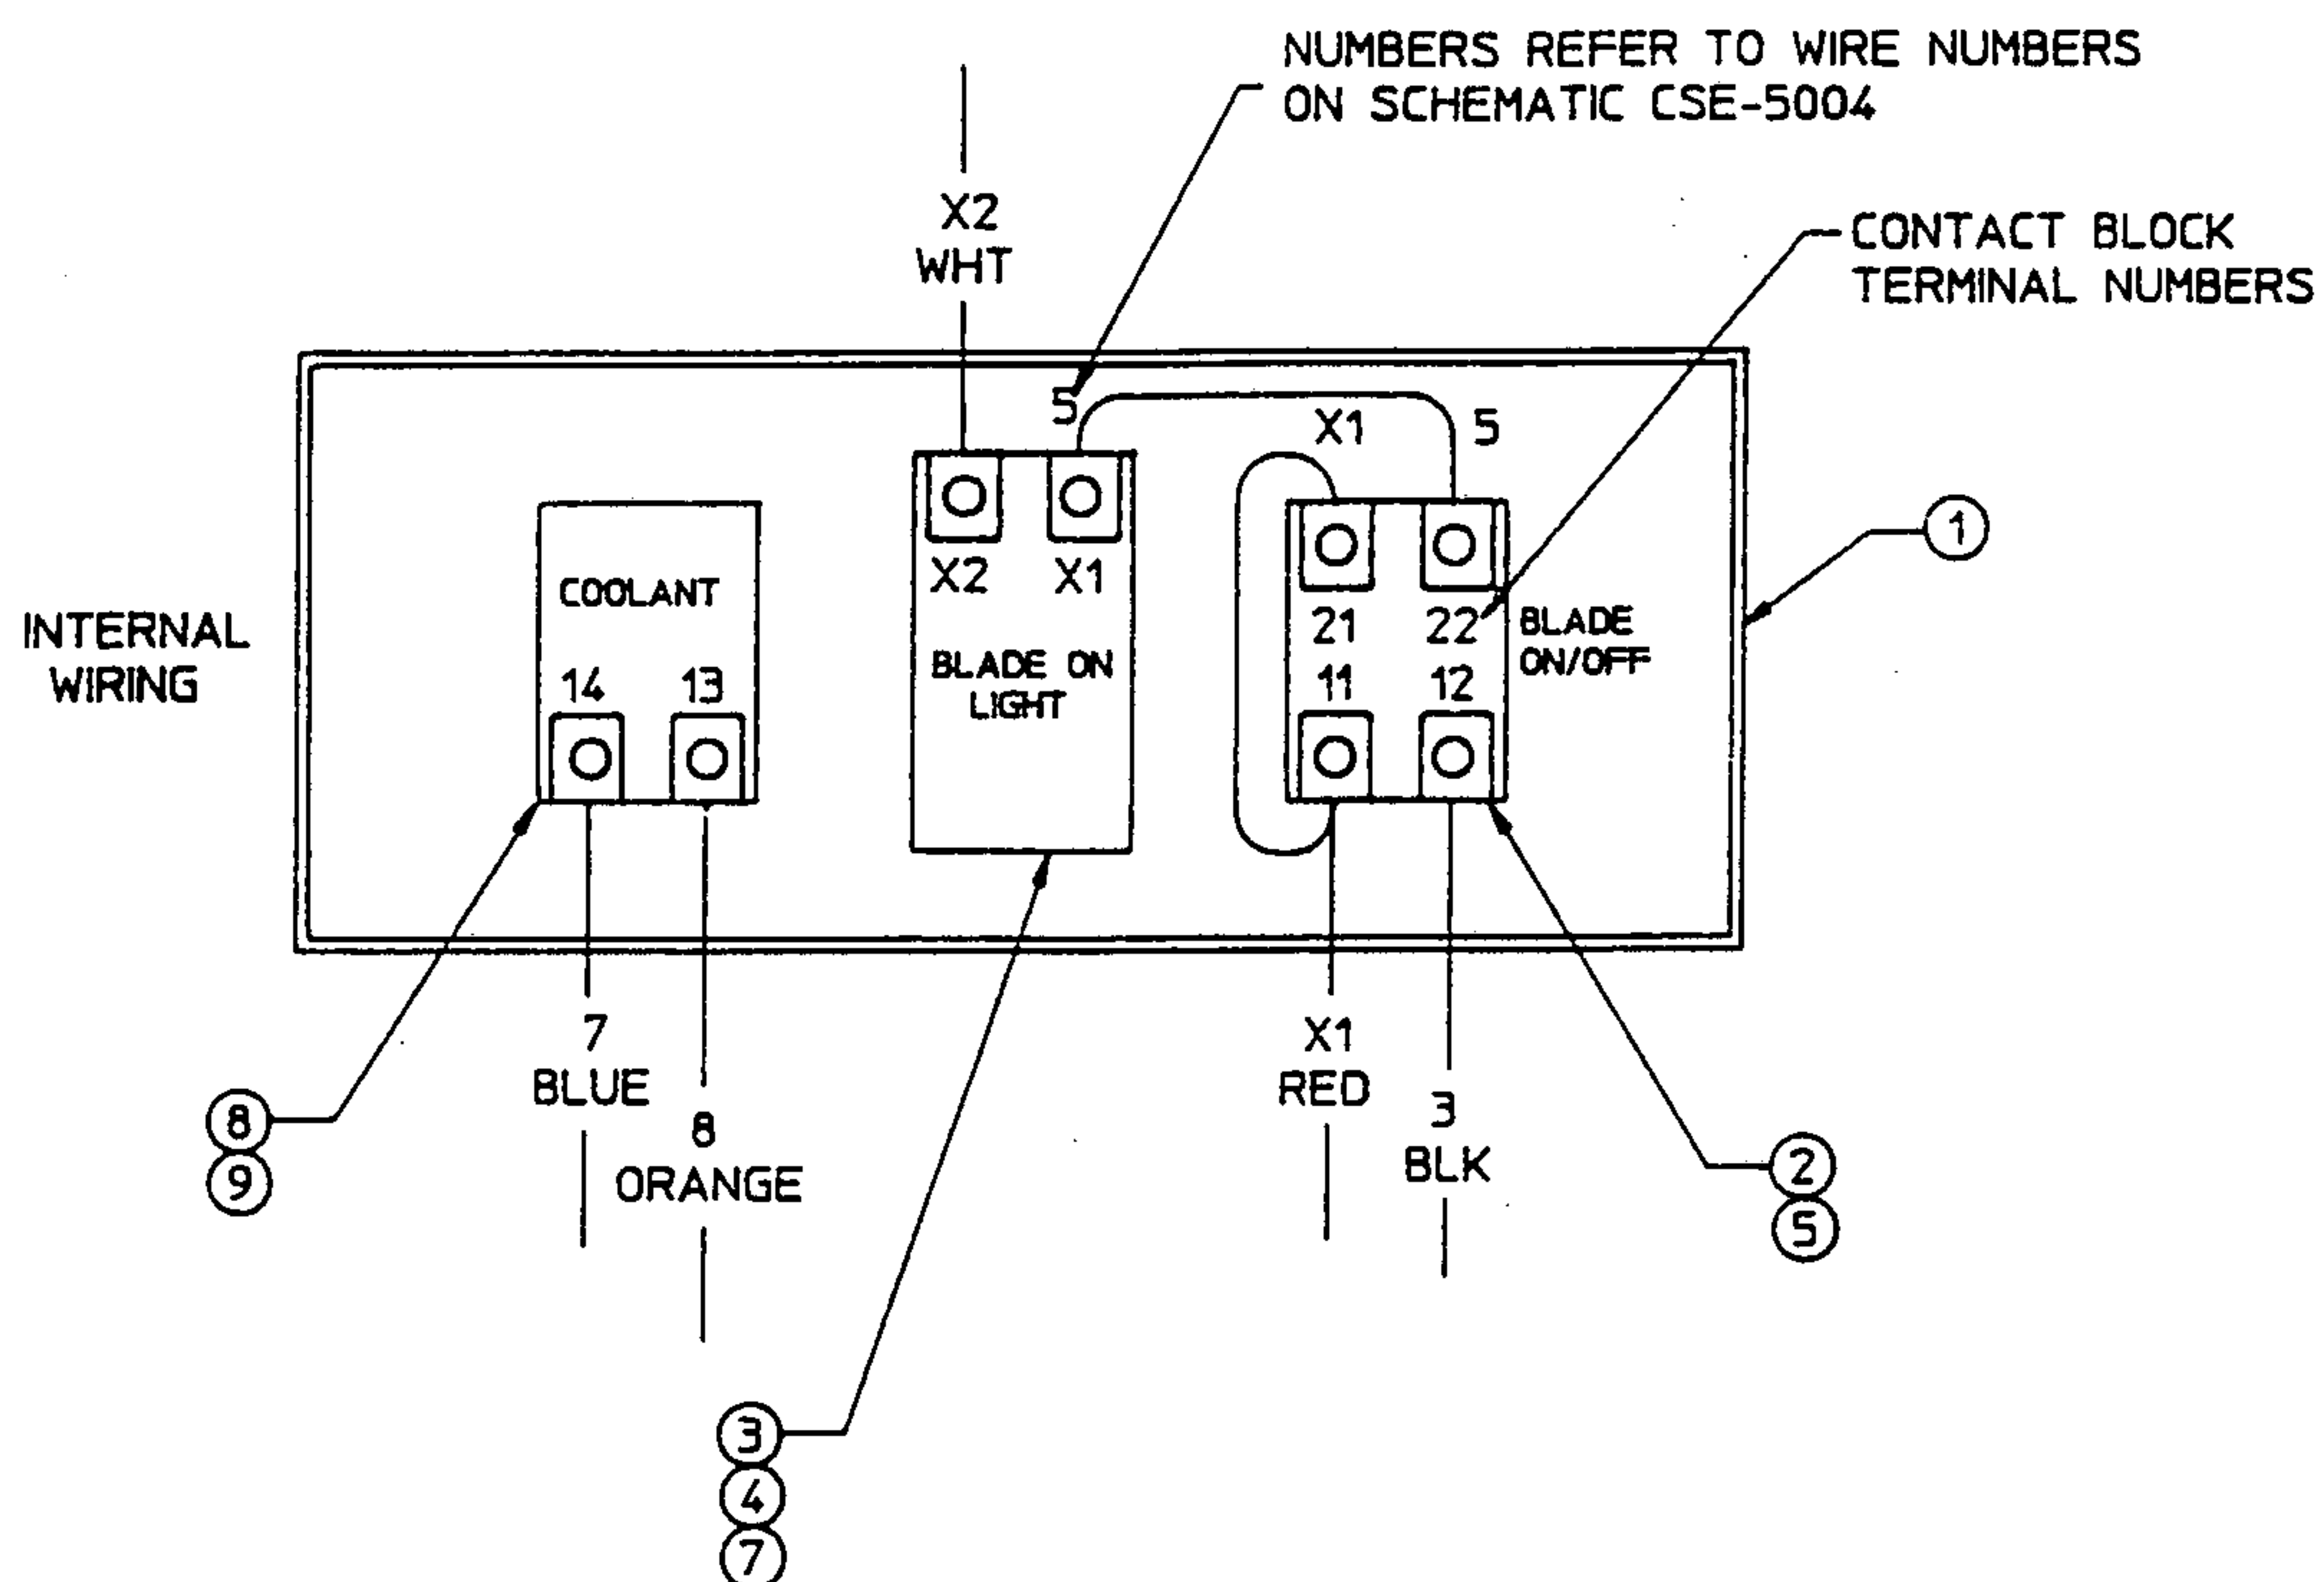 NUMBERS REFER TO WIRE NUMBERS
ON SCHEMATIC CSE-5004
X2
WHT
CONTACT BLOCK
TERMINAL NUMBERS
5
X1
5
1
X2
X1
COOLANT
21
22
BLADE
ON/OFF
INTERNAL
WIRING
BLADE ON
LIGHT
14
13
11
12
7
BLUE
X1
RED
8
9
8
ORANGE
3
BLK
2
5
3
4
7